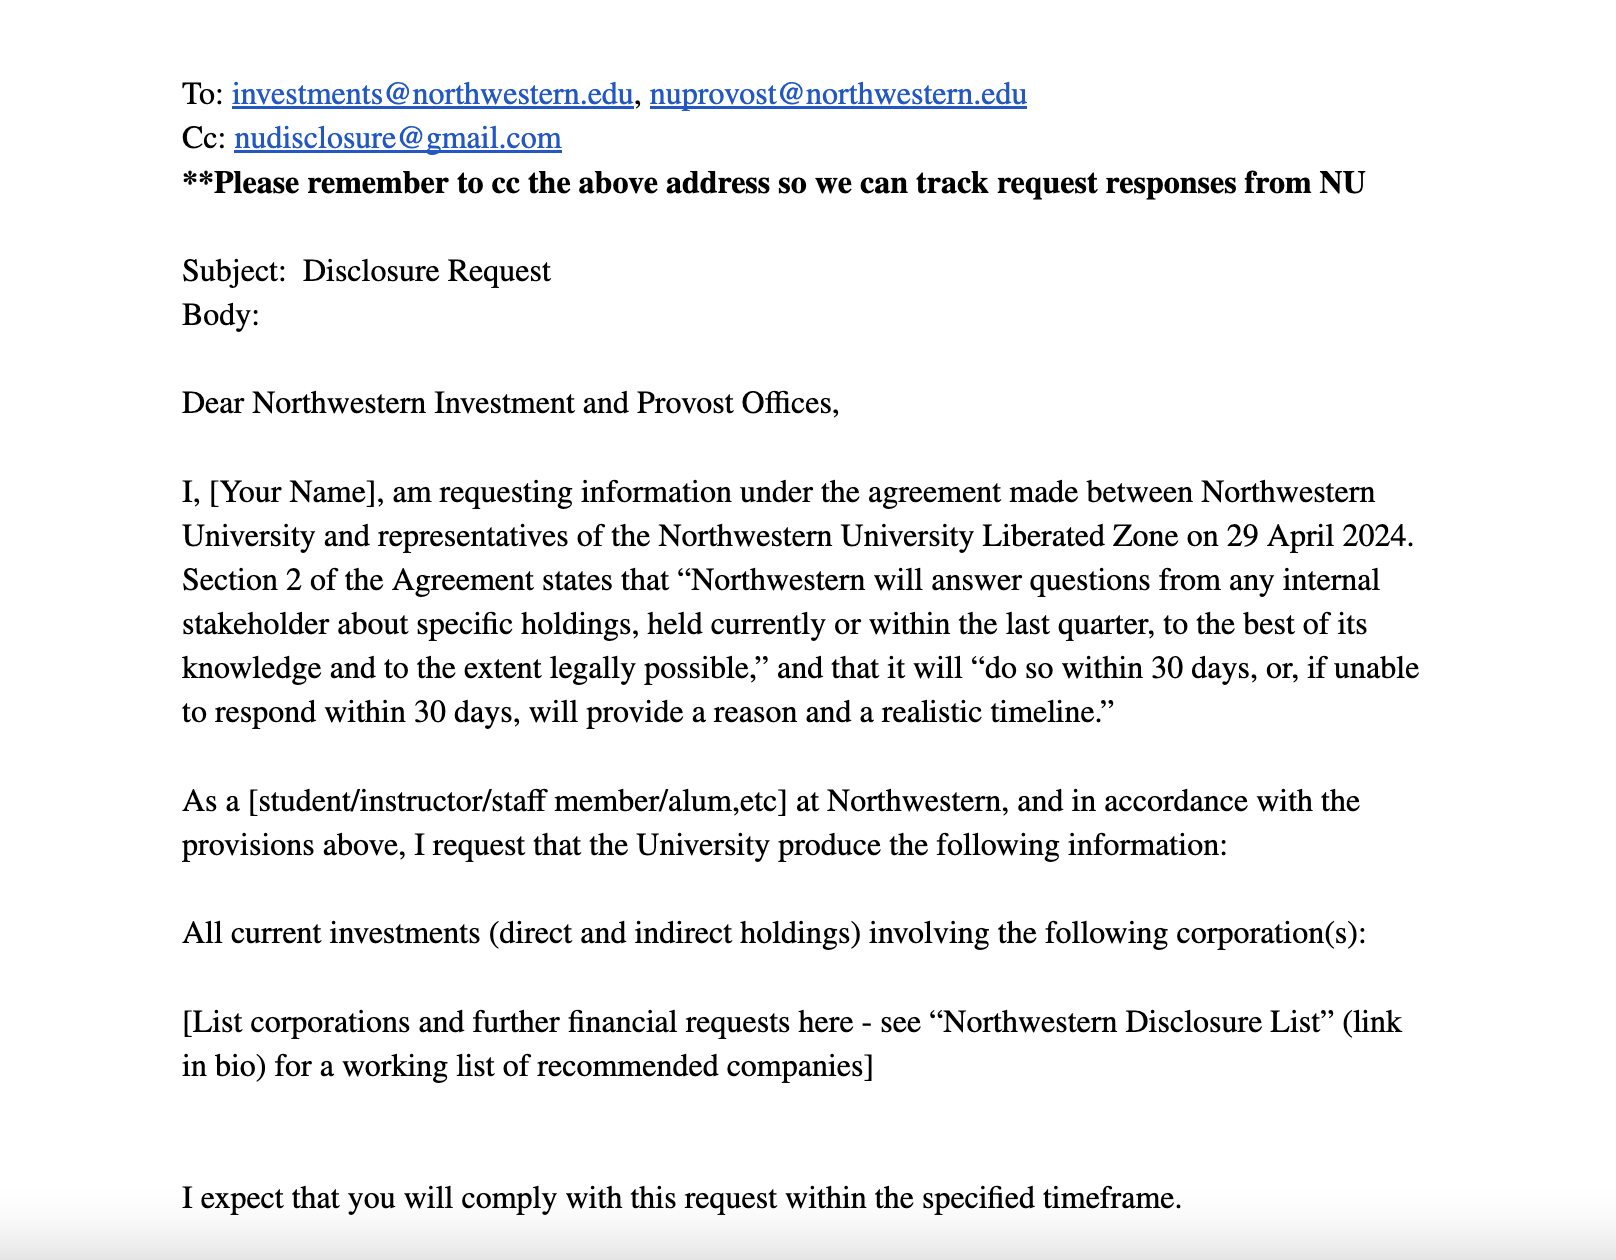 To: investments@northwestern.edu, nuprovost@northwestern.edu
Cc: nudisclosure@gmail.com
**Please remember to cc the above address so we can track request responses from NU
Subject:  Disclosure Request
Body:
Dear Northwestern Investment and Provost Offices,
I, [Your Name], am requesting information under the agreement made between Northwestern
University and representatives of the Northwestern University Liberated Zone on 29 April 2024.
Section 2 of the Agreement states that “Northwestern will answer questions from any internal
stakeholder about specific holdings, held currently or within the last quarter, to the best of its
knowledge and to the extent legally possible,” and that it will “do so within 30 days, or, if unable
to respond within 30 days, will provide a reason and a realistic timeline.”
As a [student/instructor/staff member/alum,etc] at Northwestern, and in accordance with the
provisions above, I request that the University produce the following information:
All current investments (direct and indirect holdings) involving the following corporation(s):
[List corporations and further financial requests here - see “Northwestern Disclosure List” (link
in bio) for a working list of recommended companies]
I expect that you will comply with this request within the specified timeframe.